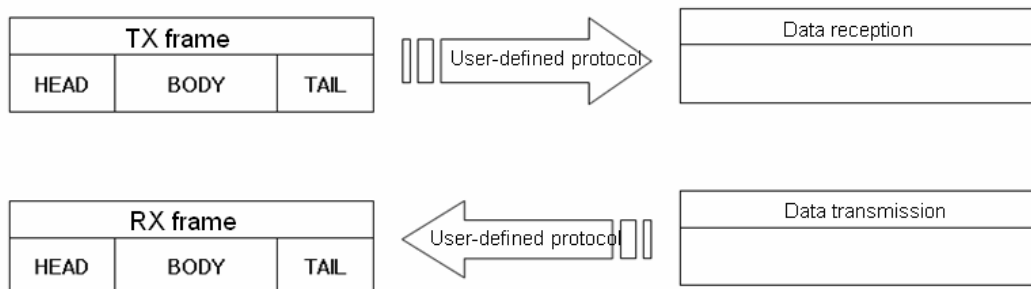 TX frame
HEAD BODY TAIL
User-defined protocol
Data reception
RX frame
HEAD BODY TAIL
User-defined protocol
Data transmission